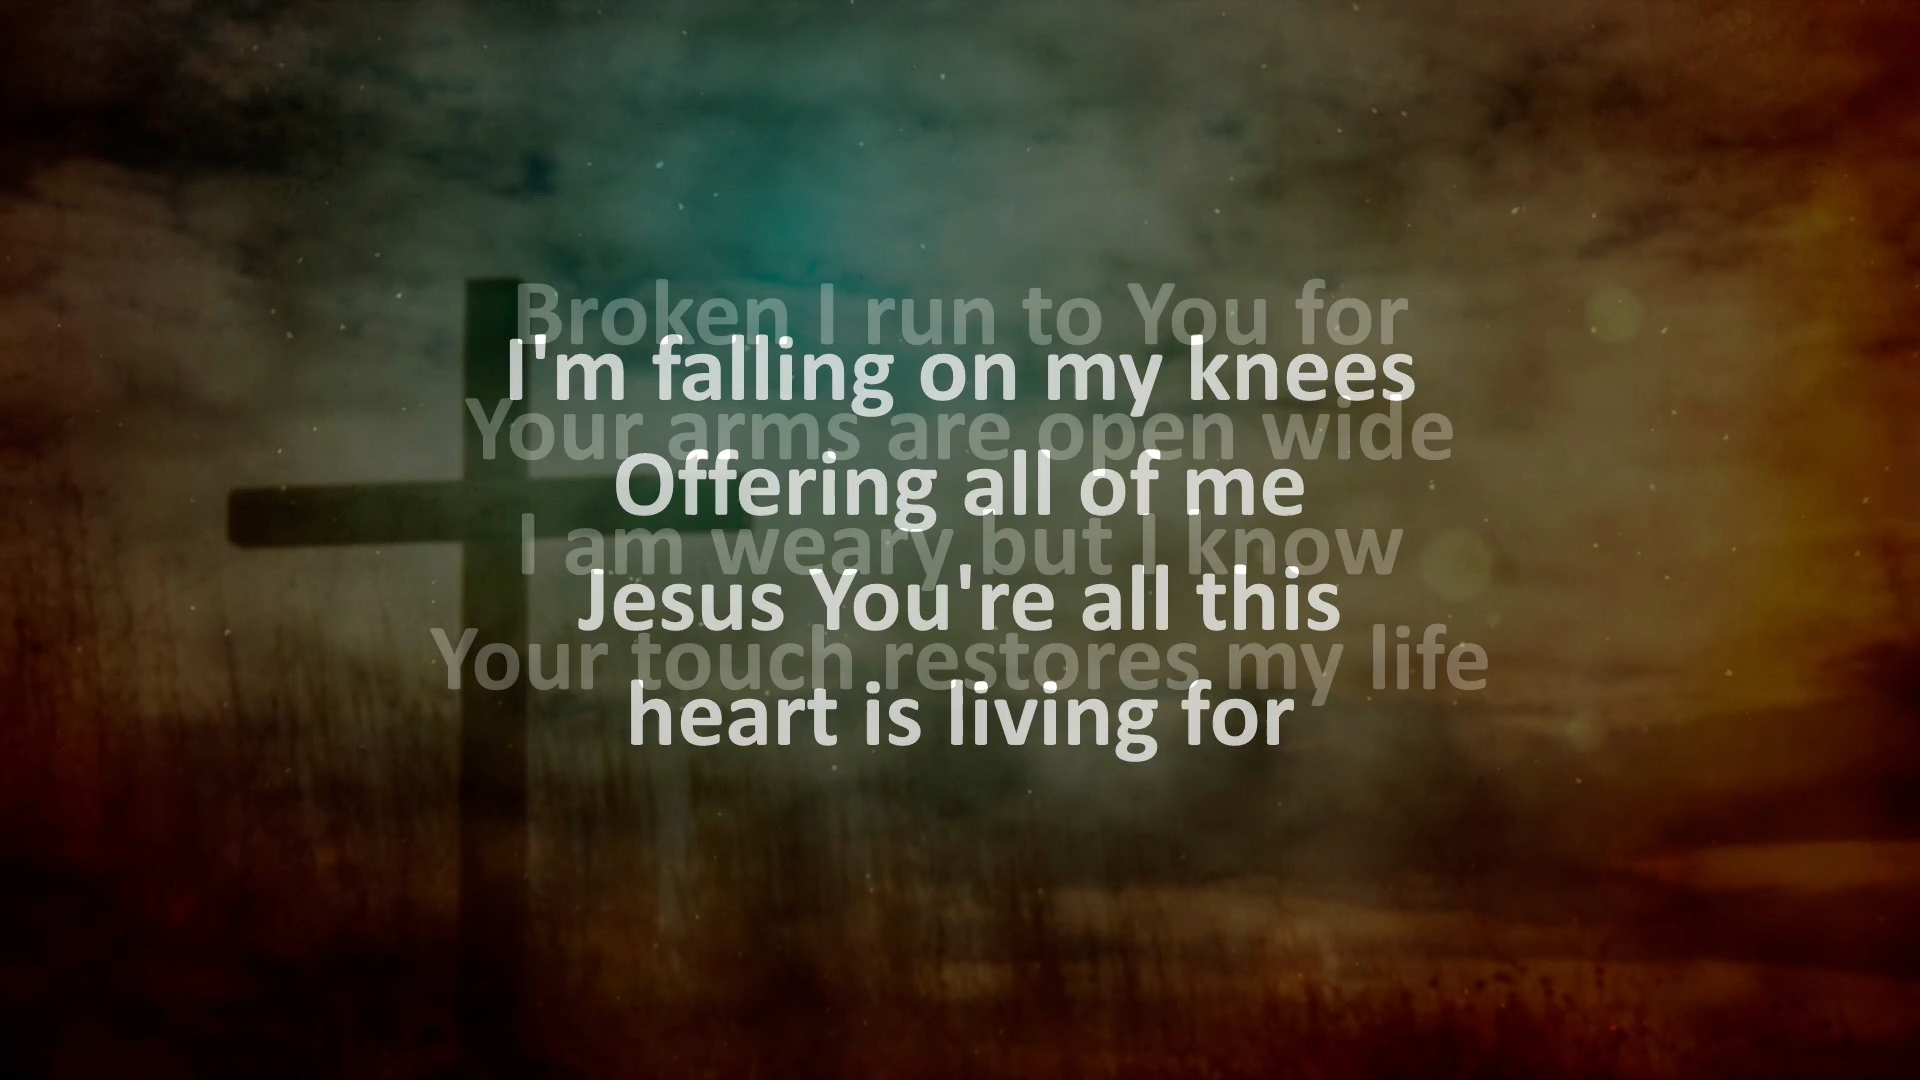 Broken I run to You for
I'm falling on my knees
Your arms are open wide
Offering all of me
I am weary but I know
Jesus You're all this
Your touch restores my life
heart is living for